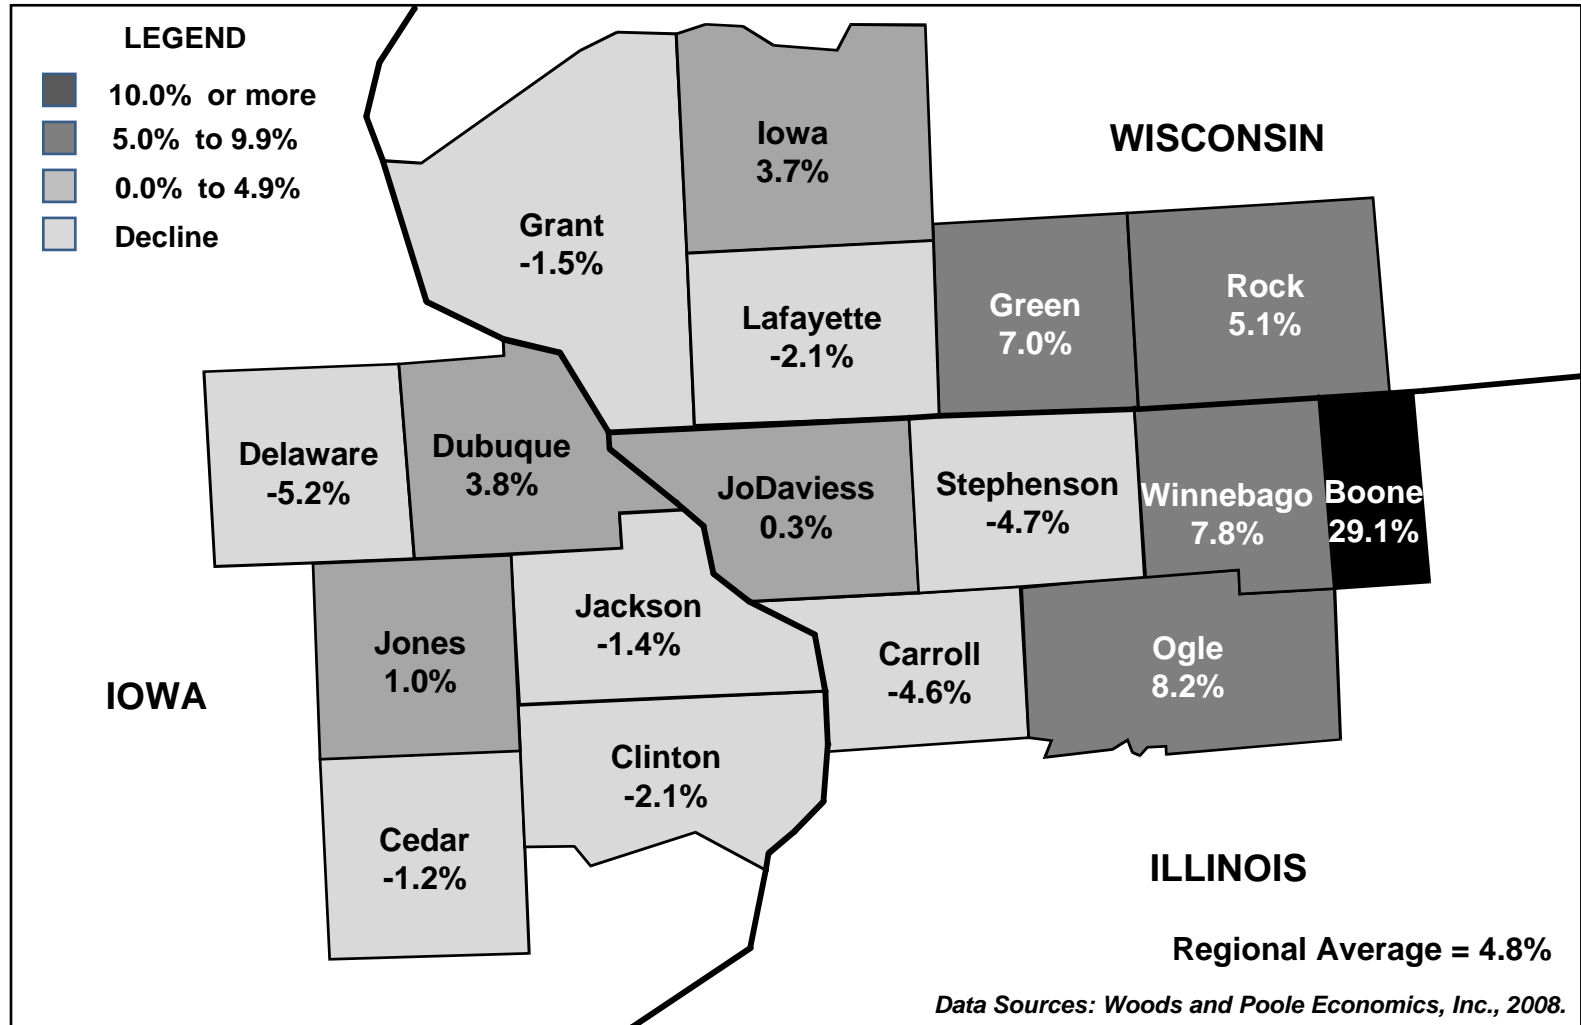 LEGEND
10.0% or more
5.0% to 9.9%
0.0% to 4.9%
Decline
WISCONSIN
Iowa
3.7%
Grant
-1.5%
Lafayette
-2.1%
Green
7.0%
Rock
5.1%
Delaware
-5.2%
Dubuque
3.8%
JoDaviess
0.3%
Stephenson
-4.7%
Winnebago
7.8%
Boone
29.1%
Jones
1.0%
Jackson
-1.4%
Carroll
-4.6%
Ogle
8.2%
IOWA
Clinton
-2.1%
Cedar
-1.2%
ILLINOIS
Regional Average = 4.8%
Data Sources: Woods and Poole Economics, Inc., 2008.